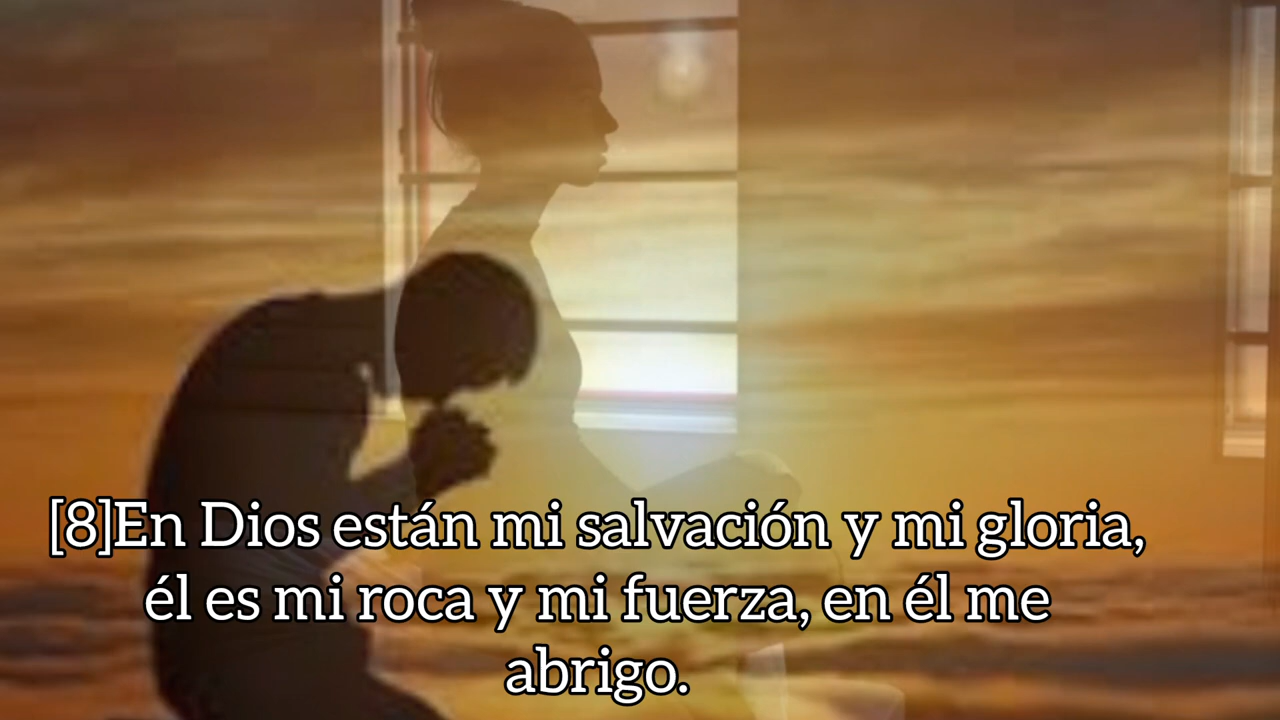 [8]En Dios están mi salvación y mi gloria,
él es mi roca y mi fuerza, en él me
abrigo.